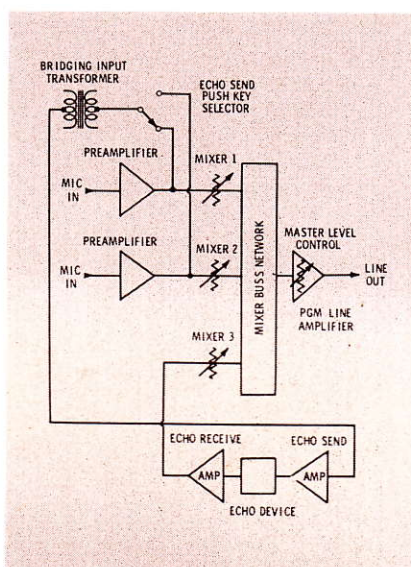 BRIDGING INPUT
TRANSFORMER
ECHO SEND
PUSH KEY
SELECTOR
PREAMPLIFIER
MIXER 1
MIC
IN
MASTER LEVEL
CONTROL
PREAMPLIFIER
MIXER 2
MIXER BUSS NETWORK
MIC
IN
LINE
OUT
PGM LINE
AMPLIFIER
MIXER 3
ECHO RECEIVE
ECHO SEND
AMP
AMP
ECHO DEVICE